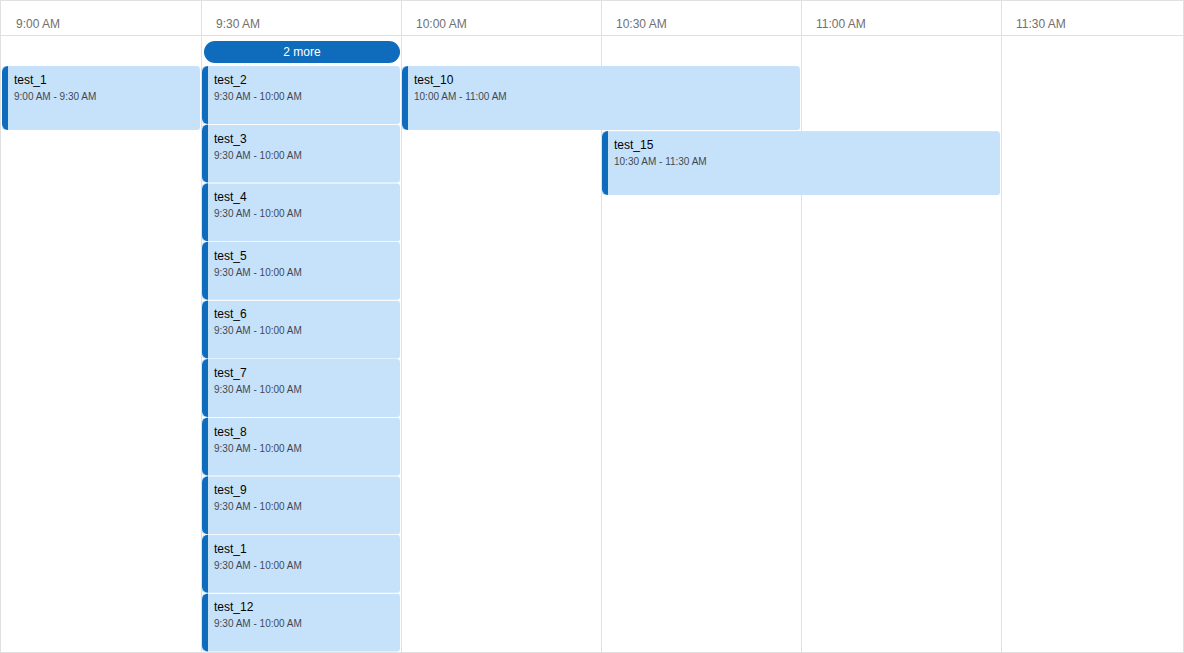 9:00 AM
9:30 AM
10:00 AM
10:30 AM
11:00 AM
11:30 AM
2 more
test_1
9:00 AM - 9:30 AM
test_2
9:30 AM - 10:00 AM
test_10
10:00 AM - 11:00 AM
test_3
9:30 AM - 10:00 AM
test_15
10:30 AM - 11:30 AM
test_4
9:30 AM - 10:00 AM
test_5
9:30 AM - 10:00 AM
test_6
9:30 AM - 10:00 AM
test_7
9:30 AM - 10:00 AM
test_8
9:30 AM - 10:00 AM
test_9
9:30 AM - 10:00 AM
test_1
9:30 AM - 10:00 AM
test_12
9:30 AM - 10:00 AM